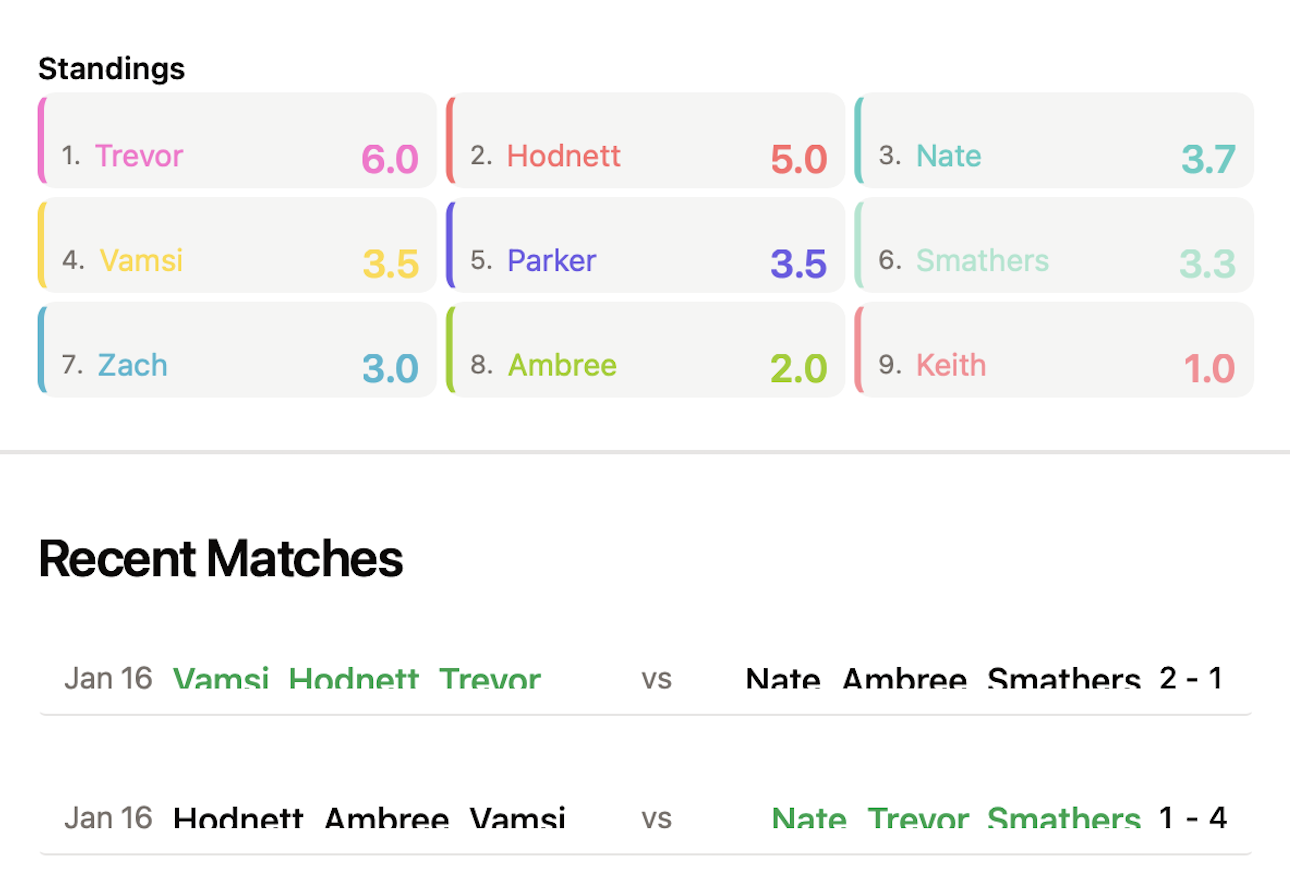 Standings
1. Trevor 6.0 2. Hodnett 5.0 3. Nate 3.7
4. Vamsi 3.5 5. Parker 3.5 6. Smathers 3.3
7. Zach 3.0 8. Ambree 2.0 9. Keith 1.0
Recent Matches
Jan 16 Vamsi Hodnett Trevor vs Nate Ambree Smathers 2 - 1
Jan 16 Hodnett Ambree Vamsi vs Nate Trevor Smathers 1 - 4